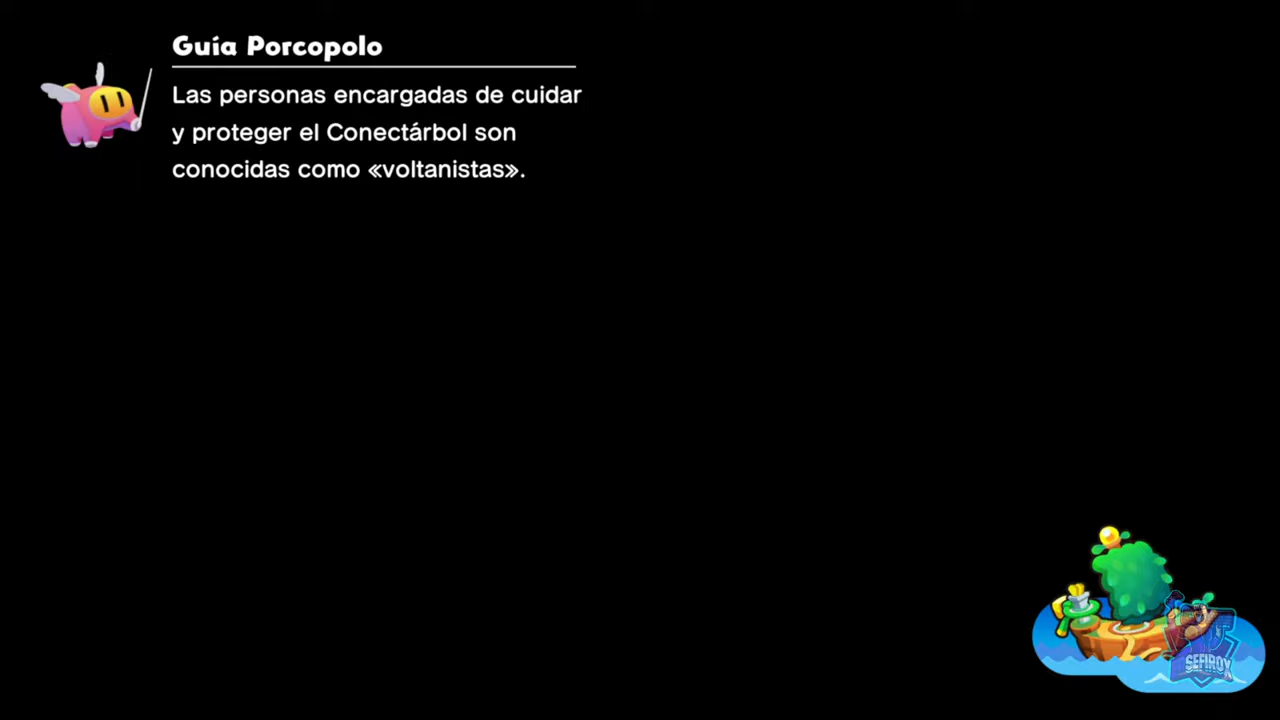 Guía Porcopolo
Las personas encargadas de cuidar
y proteger el Conectárbol son
conocidas como «voltanistas».
SEFIROX